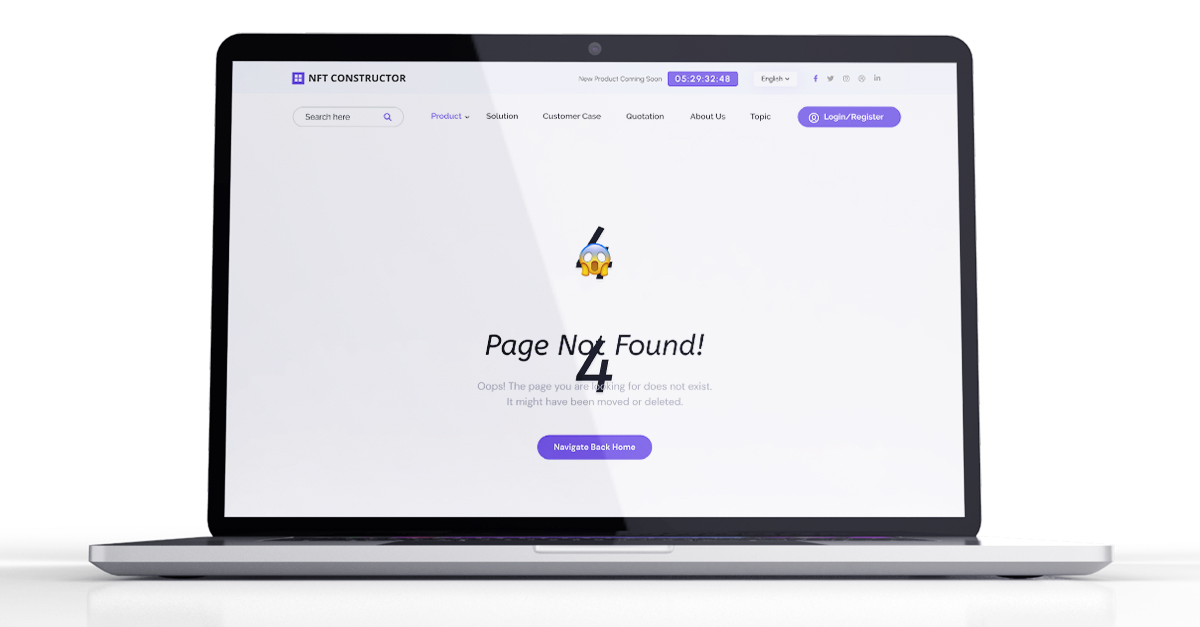 NFT CONSTRUCTOR
New Product Coming Soon 05:29:32:48 English
Search here Product Solution Customer Case Quotation About Us Topic Login/Register
4
Page Not Found!
4
Oops! The page you are looking for does not exist.
It might have been moved or deleted.
Navigate Back Home